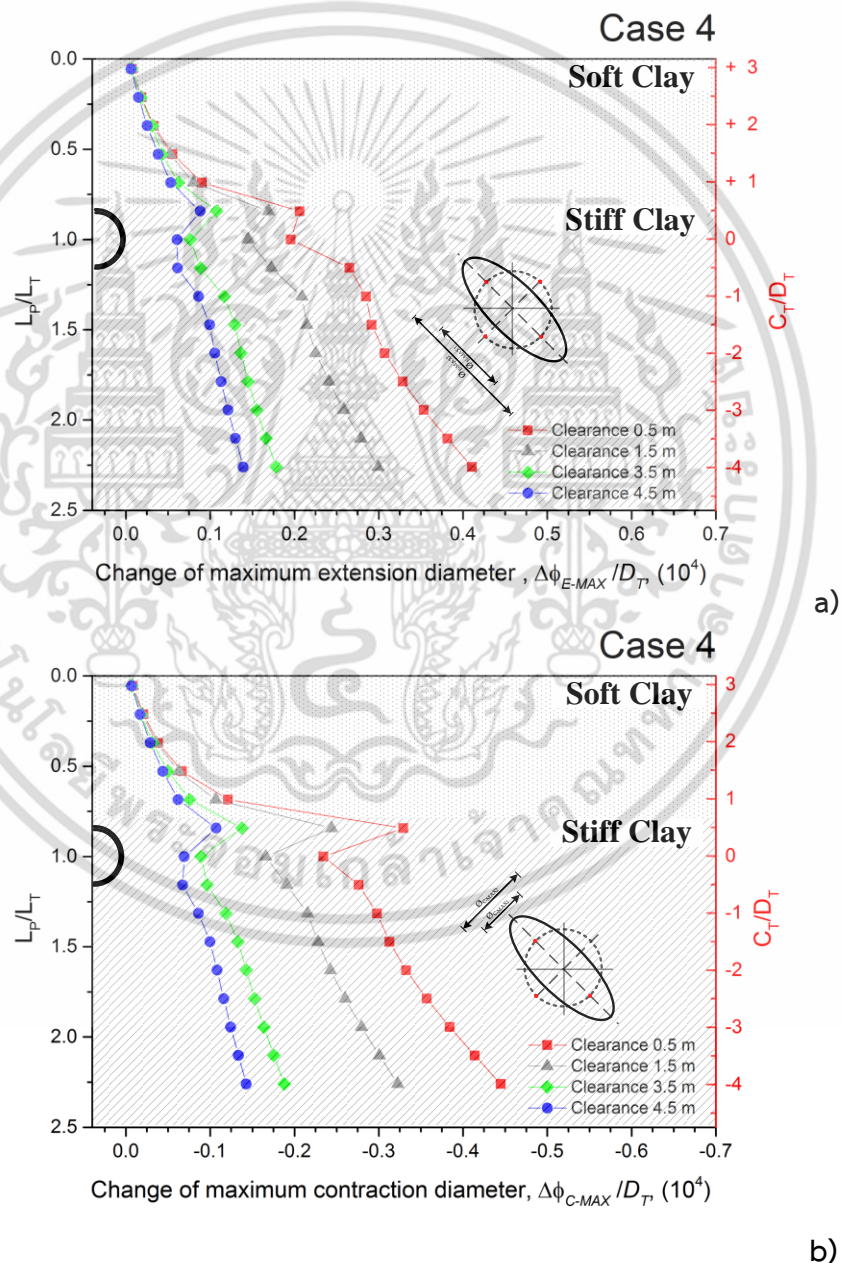 Case 4
Soft Clay
Stiff Clay
0.0
0.5
1.0
1.5
2.0
2.5
L_P/L_T
+ 3
+ 2
+ 1
0
-1
-2
-3
-4
C_T/D_T
Clearance 0.5 m
Clearance 1.5 m
Clearance 3.5 m
Clearance 4.5 m
0.0 0.1 0.2 0.3 0.4 0.5 0.6 0.7
Change of maximum extension diameter , Δϕ_E-MAX /D_T, (10⁴)
a)
Case 4
Soft Clay
Stiff Clay
0.0
0.5
1.0
1.5
2.0
2.5
L_P/L_T
3
2
1
0
-1
-2
-3
-4
C_T/D_T
Clearance 0.5 m
Clearance 1.5 m
Clearance 3.5 m
Clearance 4.5 m
0.0 -0.1 -0.2 -0.3 -0.4 -0.5 -0.6 -0.7
Change of maximum contraction diameter, Δϕ_C-MAX /D_T, (10⁴)
b)